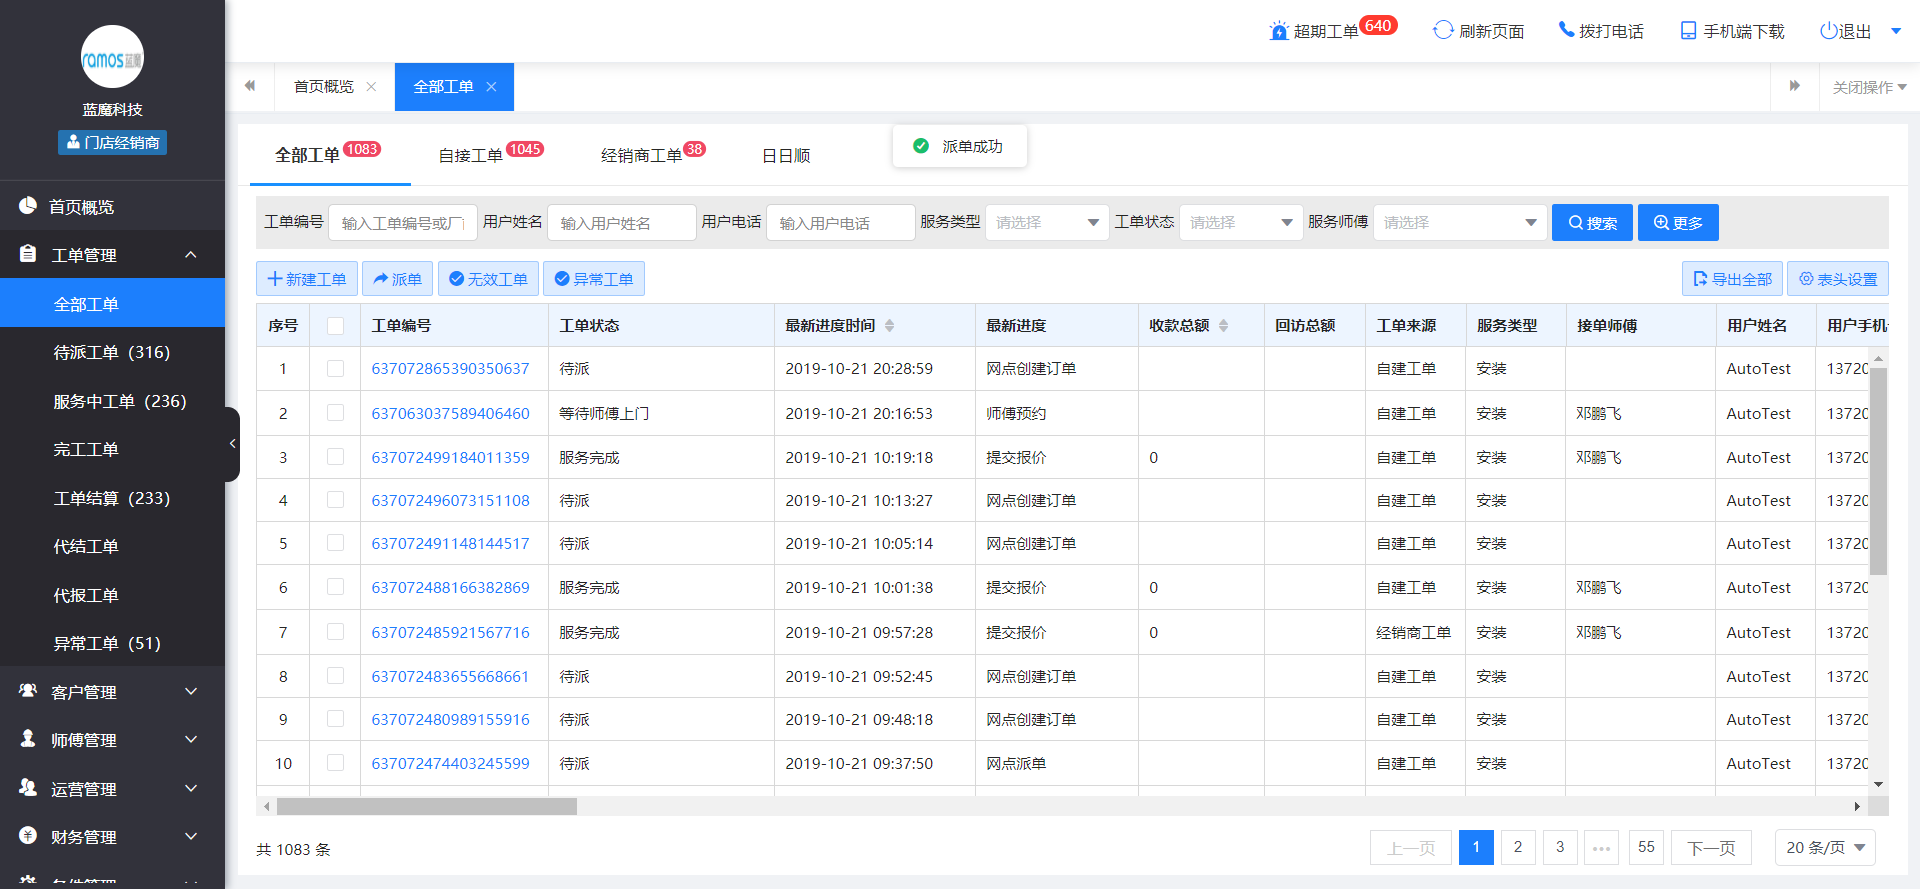 超期工单 640 刷新页面 拨打电话 手机端下载 退出
ramos蓝魔
蓝魔科技
门店经销商
首页概览
工单管理
全部工单
待派工单（316）
服务中工单（236）
完工工单
工单结算（233）
代结工单
代报工单
异常工单（51）
客户管理
师傅管理
运营管理
财务管理
首页概览 全部工单 关闭操作
全部工单 1083 自接工单 1045 经销商工单 38 日日顺
派单成功
工单编号 输入工单编号或厂 用户姓名 输入用户姓名 用户电话 输入用户电话 服务类型 请选择 工单状态 请选择 服务师傅 请选择 搜索 更多
新建工单 派单 无效工单 异常工单 导出全部 表头设置
序号 工单编号 工单状态 最新进度时间 最新进度 收款总额 回访总额 工单来源 服务类型 接单师傅 用户姓名 用户手机
1 637072865390350637 待派 2019-10-21 20:28:59 网点创建订单 自建工单 安装 AutoTest 13720
2 637063037589406460 等待师傅上门 2019-10-21 20:16:53 师傅预约 自建工单 安装 邓鹏飞 AutoTest 13720
3 637072499184011359 服务完成 2019-10-21 10:19:18 提交报价 0 自建工单 安装 邓鹏飞 AutoTest 13720
4 637072496073151108 待派 2019-10-21 10:13:27 网点创建订单 自建工单 安装 AutoTest 13720
5 637072491148144517 待派 2019-10-21 10:05:14 网点创建订单 自建工单 安装 AutoTest 13720
6 637072488166382869 服务完成 2019-10-21 10:01:38 提交报价 0 自建工单 安装 邓鹏飞 AutoTest 13720
7 637072485921567716 服务完成 2019-10-21 09:57:28 提交报价 0 经销商工单 安装 邓鹏飞 AutoTest 13720
8 637072483655668661 待派 2019-10-21 09:52:45 网点创建订单 自建工单 安装 AutoTest 13720
9 637072480989155916 待派 2019-10-21 09:48:18 网点创建订单 自建工单 安装 AutoTest 13720
10 637072474403245599 待派 2019-10-21 09:37:50 网点派单 自建工单 安装 AutoTest 13720
共 1083 条
上一页 1 2 3 ••• 55 下一页 20 条/页